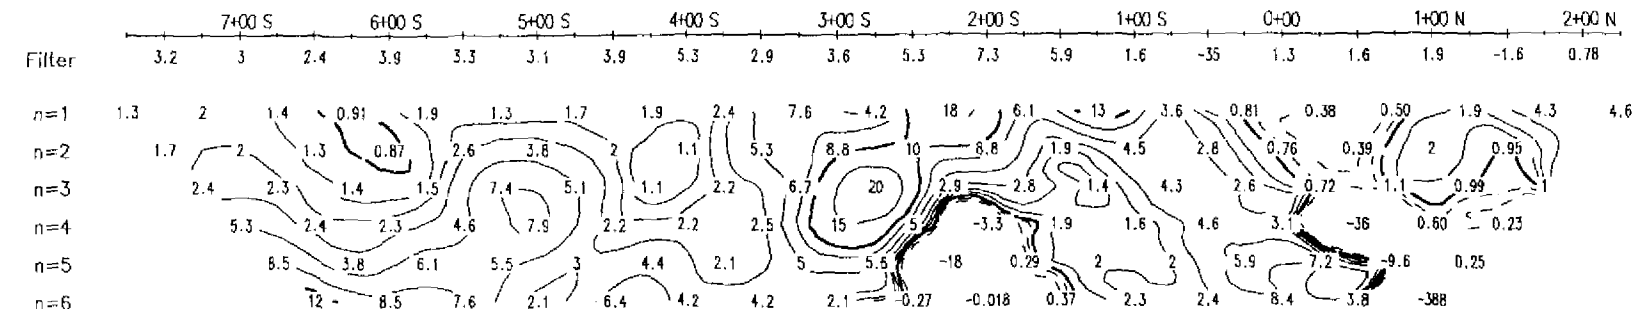 7+00 S 6+00 S 5+00 S 4+00 S 3+00 S 2+00 S 1+00 S 0+00 1+00 N 2+00 N
Filter 3.2 3 2.4 3.9 3.3 3.1 3.9 5.3 2.9 3.6 5.3 7.3 5.9 1.6 -35 1.3 1.6 1.9 -1.6 0.78
n=1 1.3 2 1.4 0.91 1.9 1.3 1.7 1.9 2.4 7.6 4.2 18 6.1 13 3.6 0.81 0.38 0.50 1.9 4.3 4.6
n=2 1.7 2 1.3 0.87 2.6 3.8 2 1.1 5.3 8.8 10 8.8 1.9 4.5 2.8 0.76 0.39 2 0.95
n=3 2.4 2.3 1.4 1.5 7.4 5.1 1.1 2.2 6.7 20 2.9 2.8 1.4 4.3 2.6 0.72 1.1 0.99 1
n=4 5.3 2.4 2.3 4.6 7.9 2.2 2.2 2.5 15 5 -3.3 1.9 1.6 4.6 3.1 -36 0.60 0.23
n=5 6.5 3.8 6.1 5.5 3 4.4 2.1 5 5.6 -18 0.29 2 2 5.9 7.2 -9.6 0.25
n=6 12 8.5 7.6 2.1 6.4 4.2 4.2 2.1 -0.27 -0.018 0.37 2.3 2.4 8.4 3.8 -388